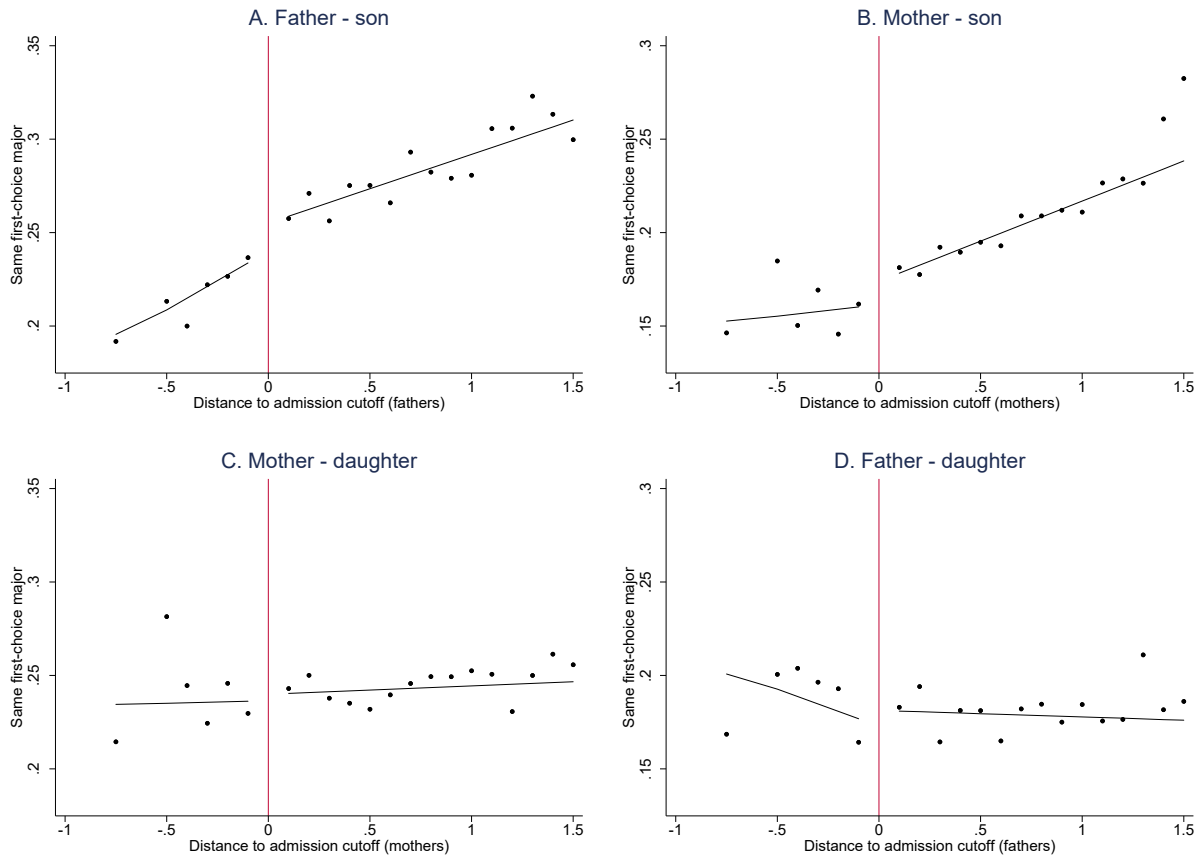 A. Father - son
Same first-choice major
.35
.3
.25
.2
-1 -.5 0 .5 1 1.5
Distance to admission cutoff (fathers)
B. Mother - son
Same first-choice major
.3
.25
.2
.15
-1 -.5 0 .5 1 1.5
Distance to admission cutoff (mothers)
C. Mother - daughter
Same first-choice major
.35
.3
.25
.2
-1 -.5 0 .5 1 1.5
Distance to admission cutoff (mothers)
D. Father - daughter
Same first-choice major
.3
.25
.2
.15
-1 -.5 0 .5 1 1.5
Distance to admission cutoff (fathers)